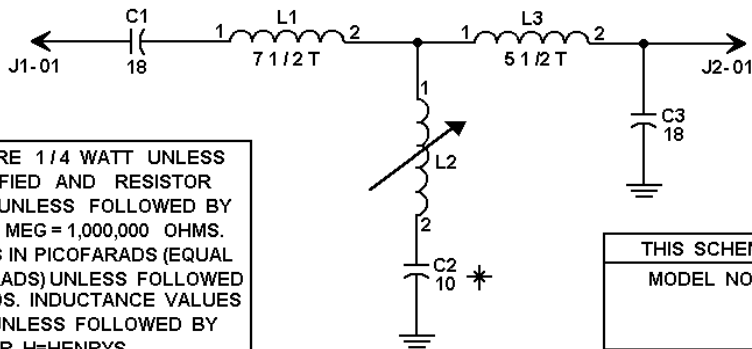 C1
L1
L3
1
2
1
2
J1-01
18
7 1/2 T
5 1/2 T
J2-01
1
C3
18
L2
2
C2
10 *
RE 1/4 WATT UNLESS
FIED AND RESISTOR
UNLESS FOLLOWED BY
MEG = 1,000,000 OHMS.
S IN PICOFARADS (EQUAL
ADS) UNLESS FOLLOWED
DS. INDUCTANCE VALUES
UNLESS FOLLOWED BY
R H=HENRYS
THIS SCHEM
MODEL NO